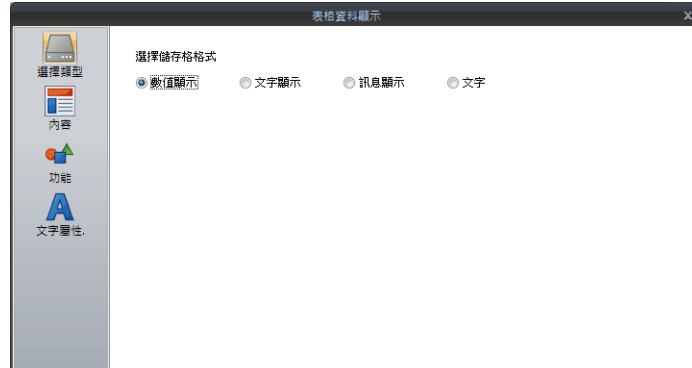 表格資料顯示
選擇類型
內容
功能
文字屬性.
選擇儲存格格式
數值顯示 文字顯示 訊息顯示 文字